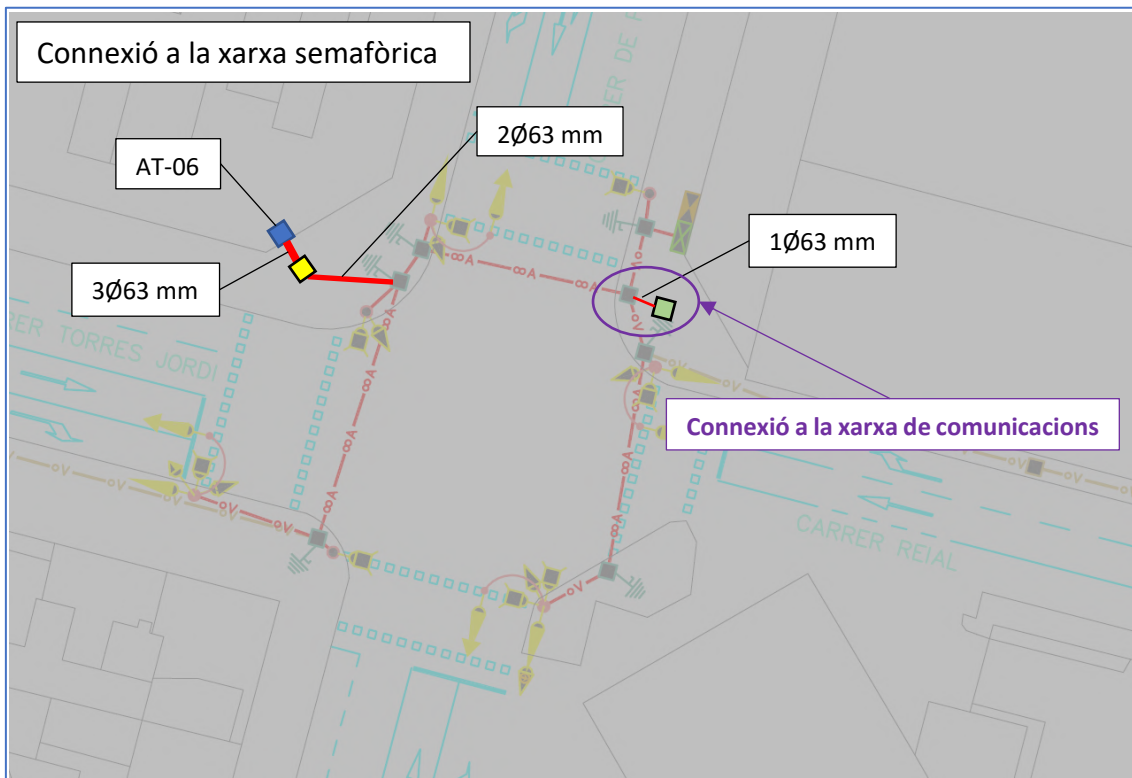 Connexió a la xarxa semafòrica
2Ø63 mm
AT-06
1Ø63 mm
3Ø63 mm
Connexió a la xarxa de comunicacions
TORRES JORDI
CARRER REIAL